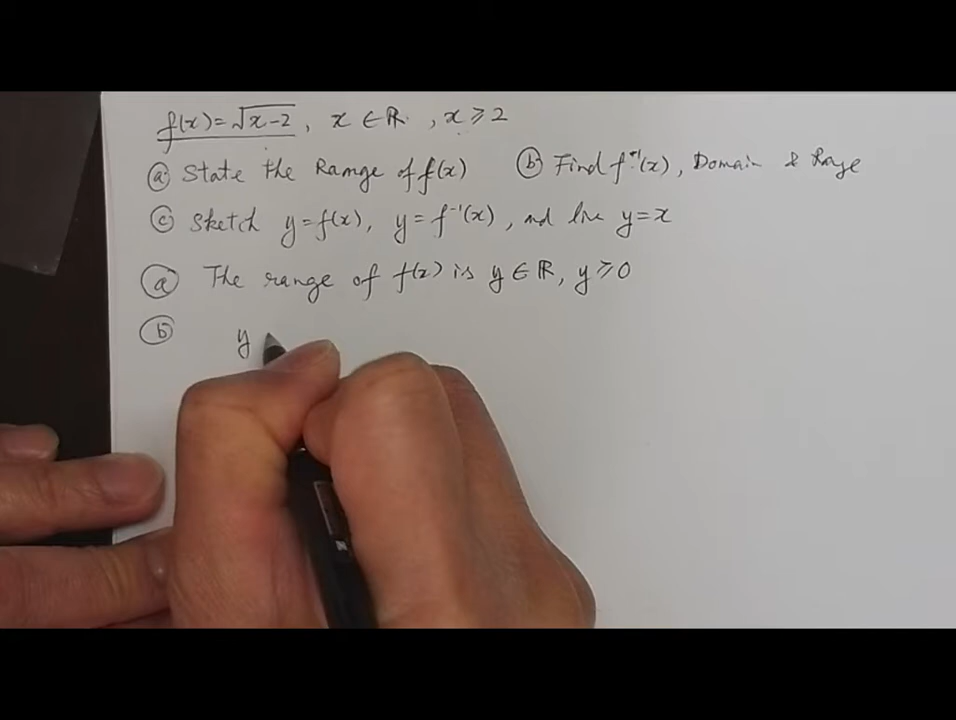 f(x) = √x-2, x ∈ ℝ, x ≥ 2
ⓐ State the Range of f(x) ⓑ Find f⁻¹(x), Domain & Range
ⓒ Sketch y = f(x), y = f⁻¹(x), and line y = x
ⓐ The range of f(x) is y ∈ ℝ, y ≥ 0
ⓑ y